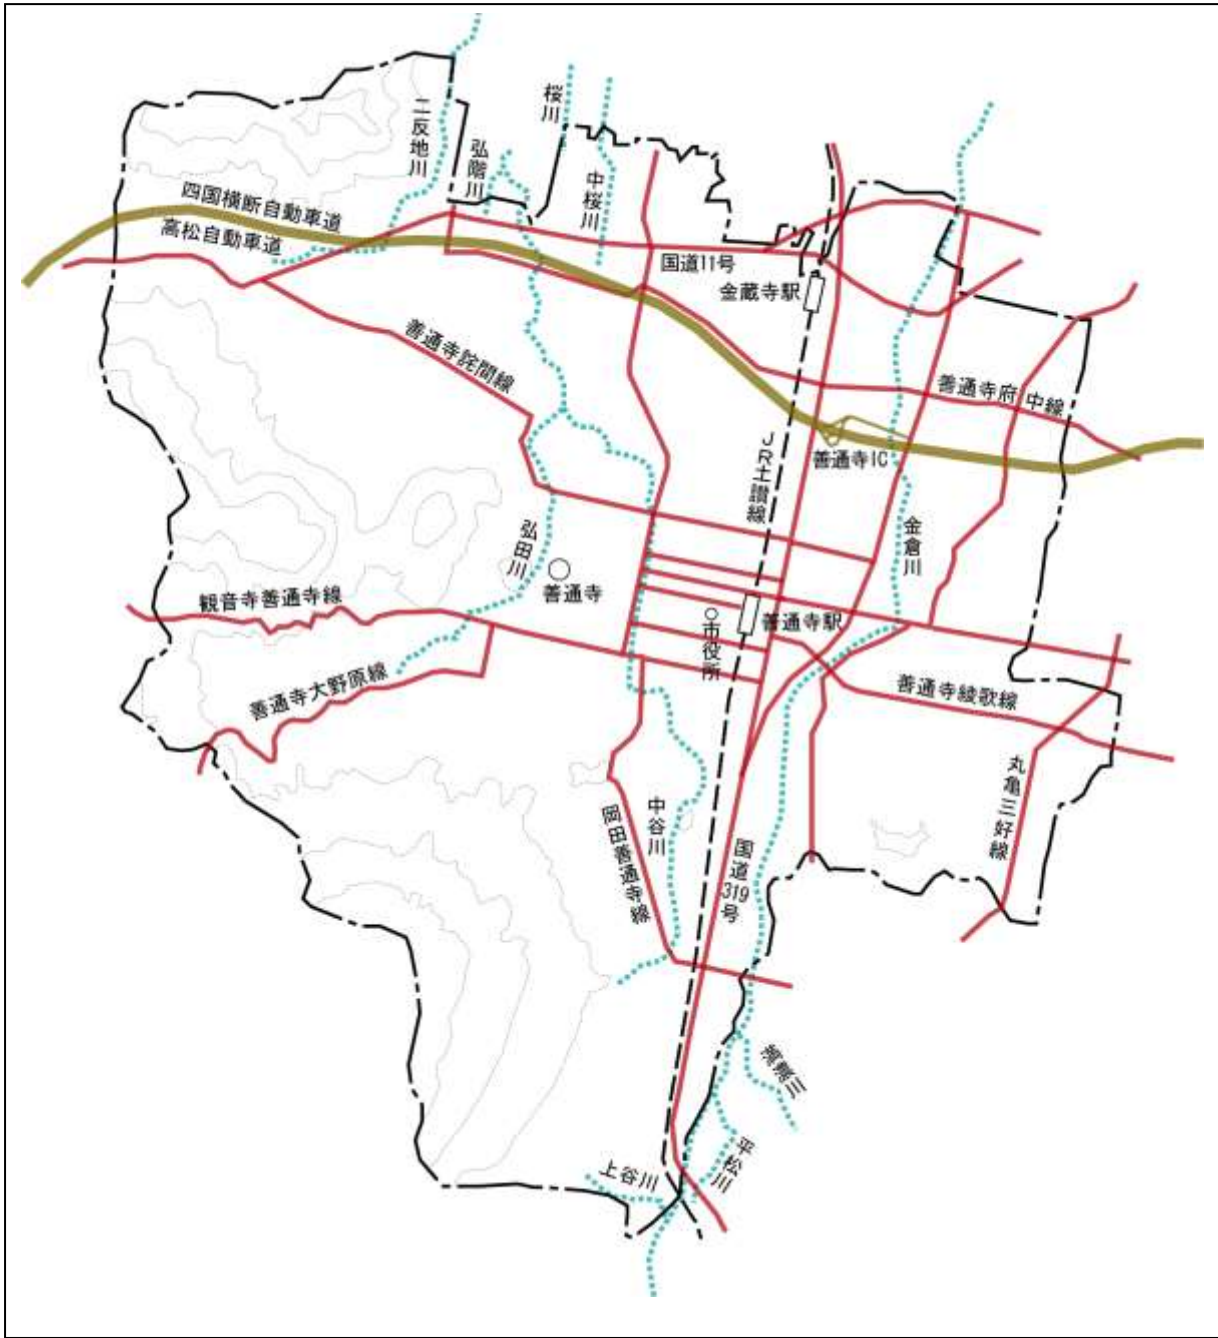 桜川
二反地川
弘階川
中桜川
四国横断自動車道
高松自動車道
国道11号
金蔵寺駅
善通寺詫間線
善通寺府中線
善通寺IC
JR土讃線
弘田川
金倉川
善通寺
観音寺善通寺線
市役所
善通寺駅
善通寺大野原線
善通寺綾歌線
丸亀三好線
中谷川
岡田善通寺線
国道319号
平松川
上谷川